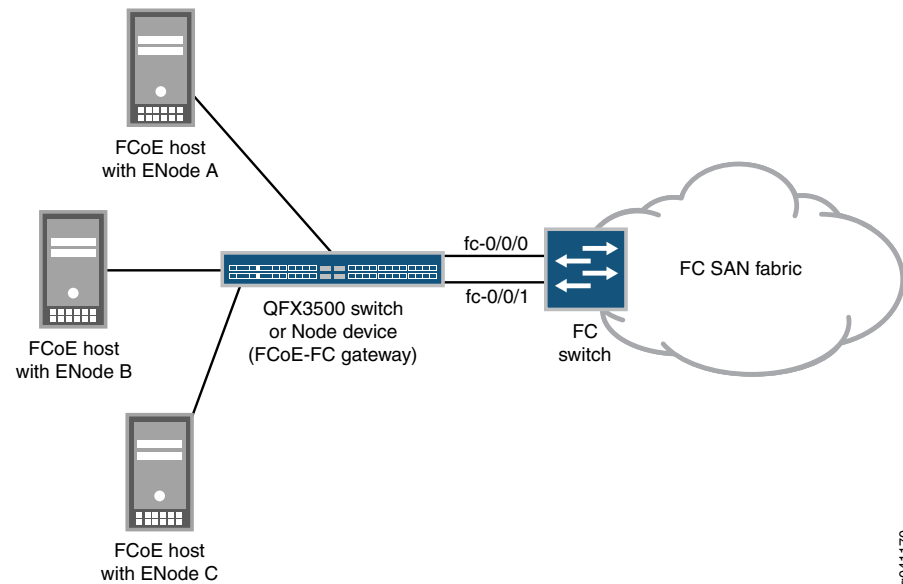 FCoE host
with ENode A
fc-0/0/0
FC SAN fabric
fc-0/0/1
QFX3500 switch
or Node device
(FCoE-FC gateway)
FC
switch
FCoE host
with ENode B
FCoE host
with ENode C